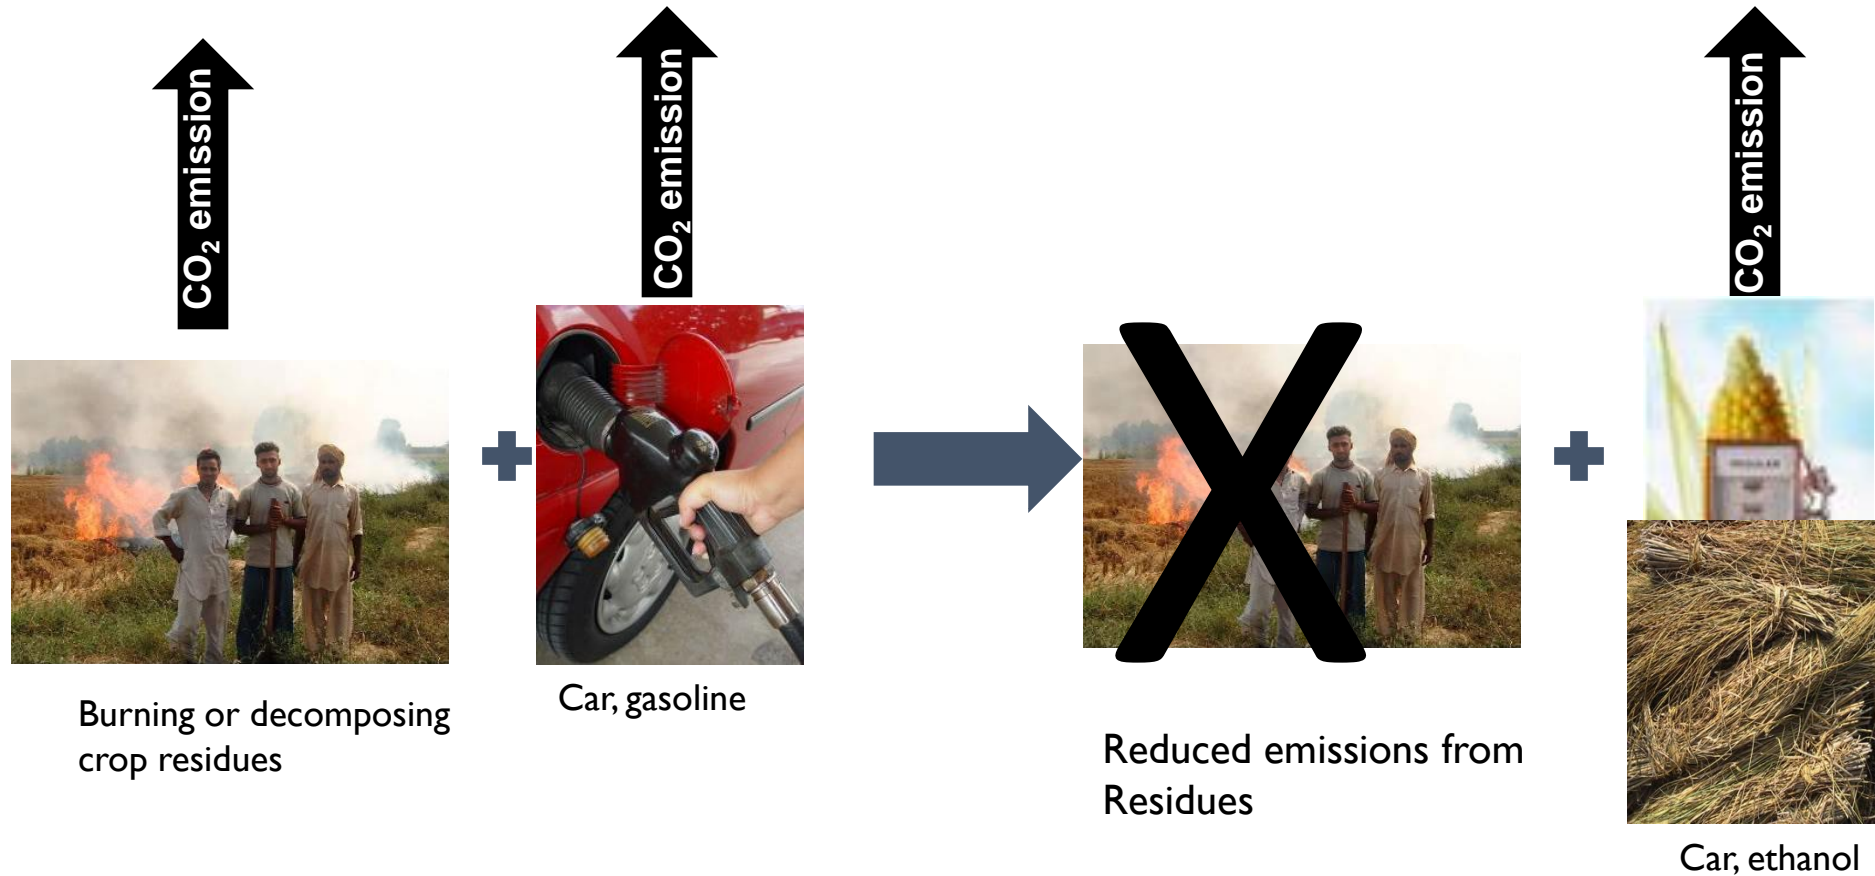 CO₂ emission
CO₂ emission
CO₂ emission
Burning or decomposing
crop residues
Car, gasoline
Reduced emissions from
Residues
Car, ethanol